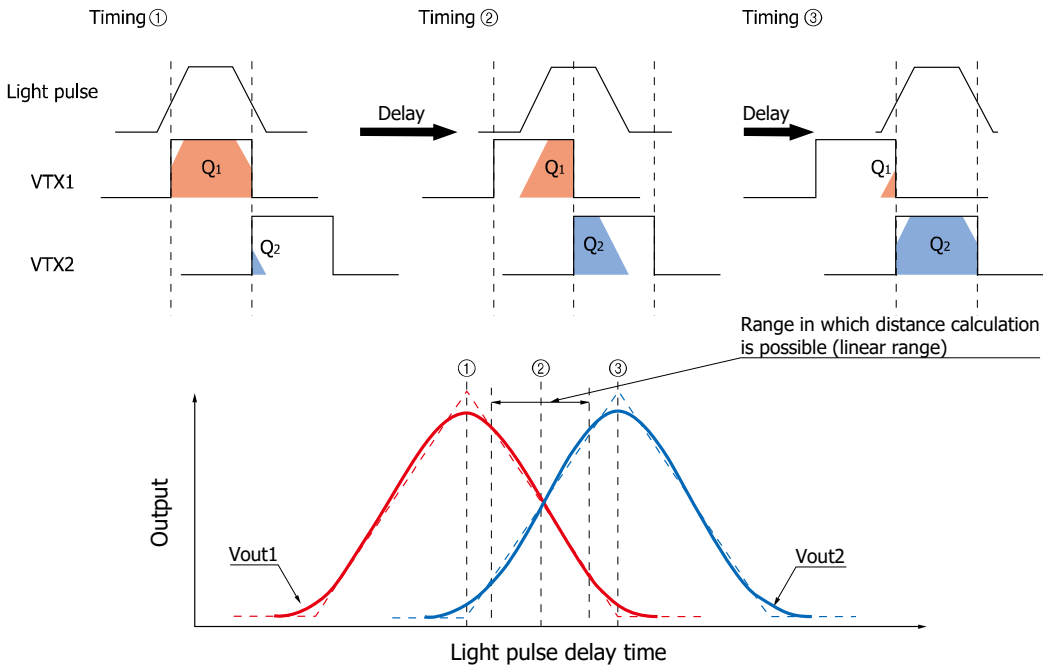 Timing ①
Timing ②
Timing ③
Light pulse
Delay
Delay
VTX1
Q1
Q1
Q1
VTX2
Q2
Q2
Q2
Range in which distance calculation
is possible (linear range)
①
②
③
Output
Vout1
Vout2
Light pulse delay time